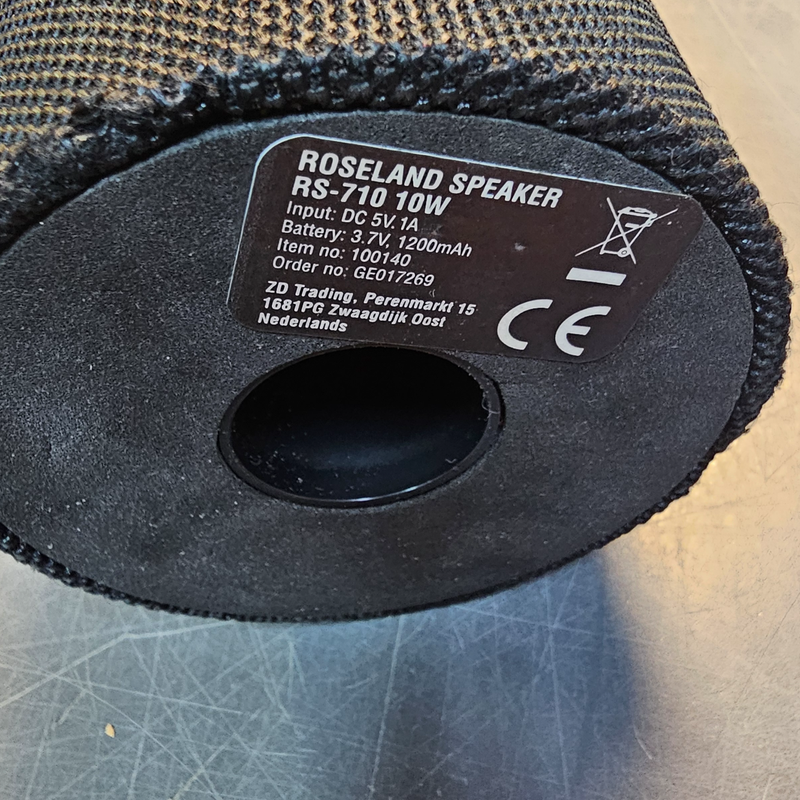 ROSELAND SPEAKER
RS-710 10W
Input: DC 5V.1A
Battery: 3.7V, 1200mAh
Item no: 100140
Order no: GE017269
ZD Trading, Perenmarkt 15
1681PG Zwaagdijk Oost
Nederlands
CE